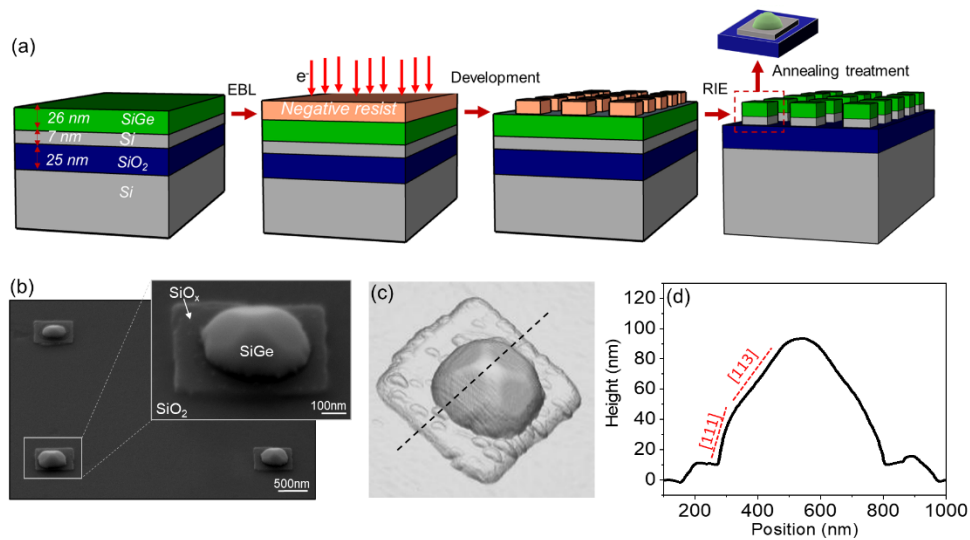 (a)
e-
EBL
Development
RIE
Annealing treatment
26 nm
SiGe
7 nm
Si
25 nm
SiO₂
Si
Negative resist
(b)
SiOₓ
SiGe
SiO₂
100nm
500nm
(c)
(d)
Height (nm)
120
100
80
60
40
20
0
[111]
[113]
200
400
600
800
1000
Position (nm)